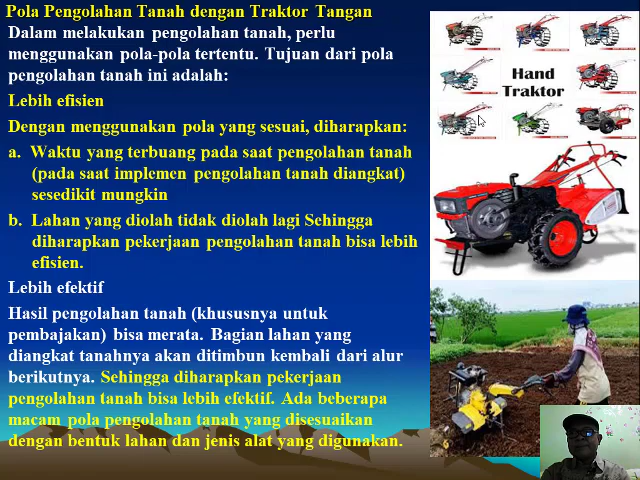 Pola Pengolahan Tanah dengan Traktor Tangan
Dalam melakukan pengolahan tanah, perlu
menggunakan pola-pola tertentu. Tujuan dari pola
pengolahan tanah ini adalah:
Lebih efisien
Dengan menggunakan pola yang sesuai, diharapkan:
a. Waktu yang terbuang pada saat pengolahan tanah
(pada saat implemen pengolahan tanah diangkat)
sesedikit mungkin
b. Lahan yang diolah tidak diolah lagi Sehingga
diharapkan pekerjaan pengolahan tanah bisa lebih
efisien.
Lebih efektif
Hasil pengolahan tanah (khususnya untuk
pembajakan) bisa merata. Bagian lahan yang
diangkat tanahnya akan ditimbun kembali dari alur
berikutnya. Sehingga diharapkan pekerjaan
pengolahan tanah bisa lebih efektif. Ada beberapa
macam pola pengolahan tanah yang disesuaikan
dengan bentuk lahan dan jenis alat yang digunakan.
Hand
Traktor